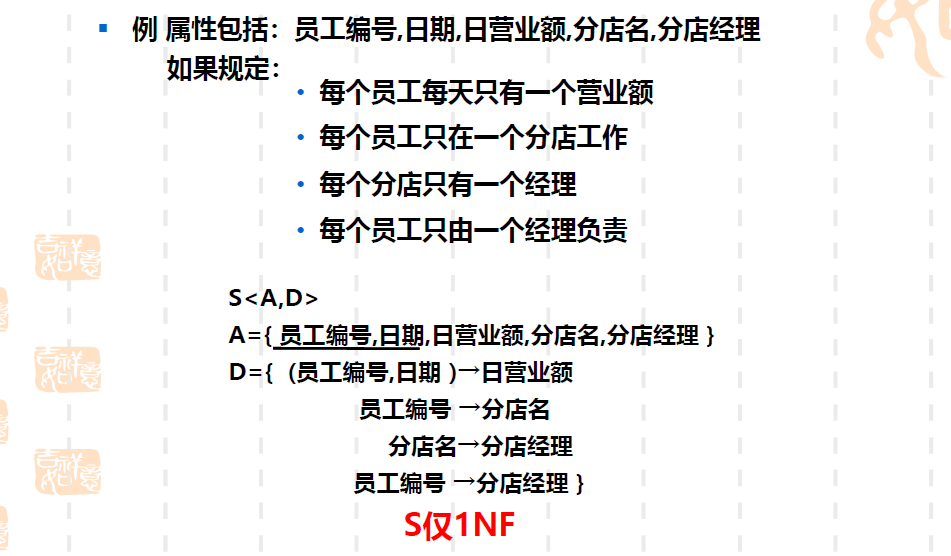 例 属性包括：员工编号,日期,日营业额,分店名,分店经理
如果规定：
每个员工每天只有一个营业额
每个员工只在一个分店工作
每个分店只有一个经理
每个员工只由一个经理负责
S<A,D>
A={ 员工编号,日期,日营业额,分店名,分店经理 }
D={（员工编号,日期 )→日营业额
员工编号 →分店名
分店名→分店经理
员工编号 →分店经理 }
S仅1NF